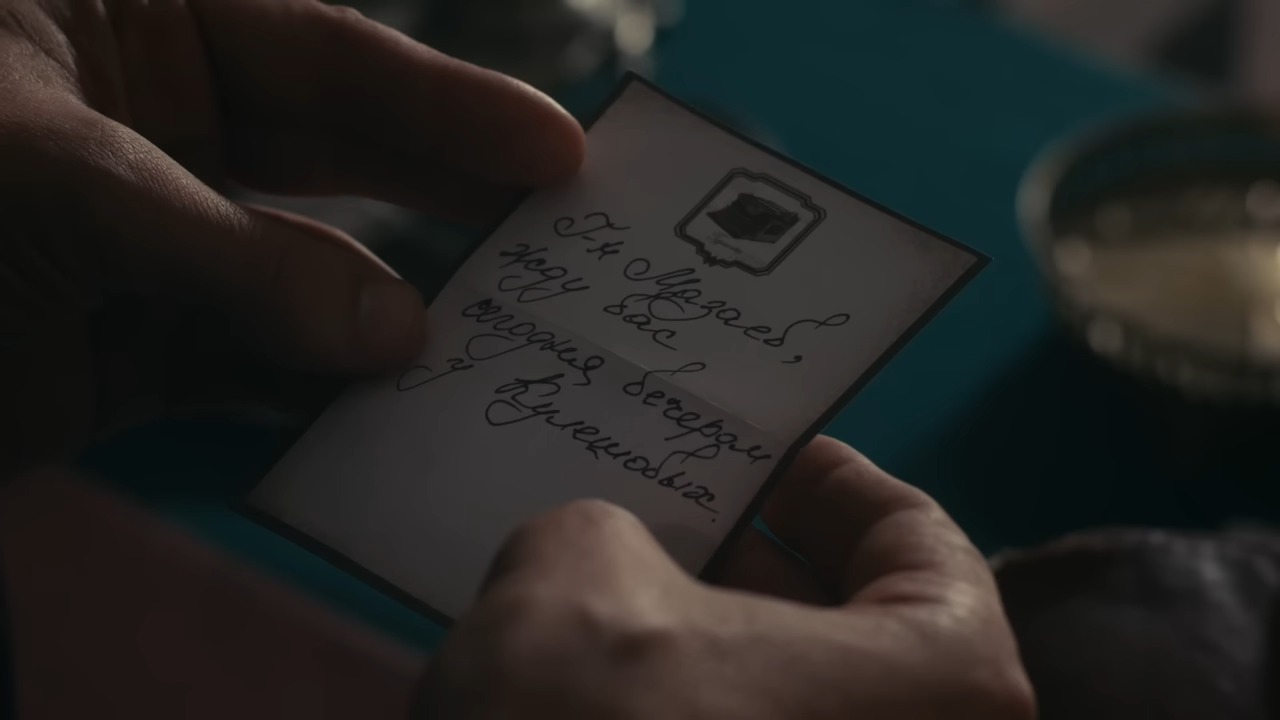 Г-н Мазаев,
жду вас
сегодня вечером
у Кулешовых.